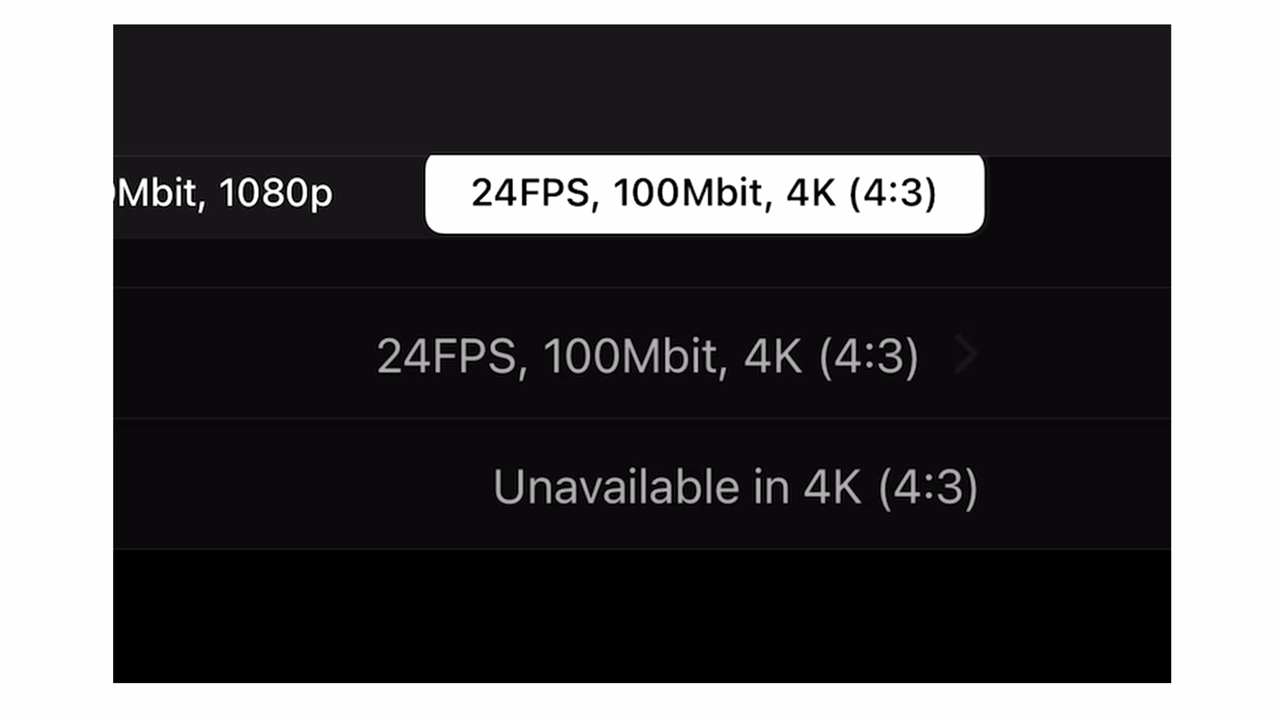 Mbit, 1080p
24FPS, 100Mbit, 4K (4:3)
24FPS, 100Mbit, 4K (4:3)
Unavailable in 4K (4:3)